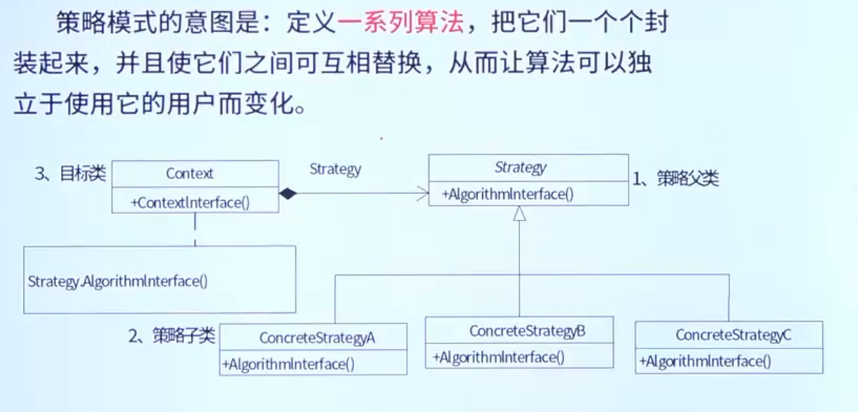 策略模式的意图是：定义一系列算法，把它们一个个封
装起来，并且使它们之间可互相替换，从而让算法可以独
立于使用它的用户而变化。
3、目标类
Context
+ContextInterface()
Strategy
Strategy
+AlgorithmInterface()
1、策略父类
Strategy.AlgorithmInterface()
2、策略子类
ConcreteStrategyA
+AlgorithmInterface()
ConcreteStrategyB
+AlgorithmInterface()
ConcreteStrategyC
+AlgorithmInterface()